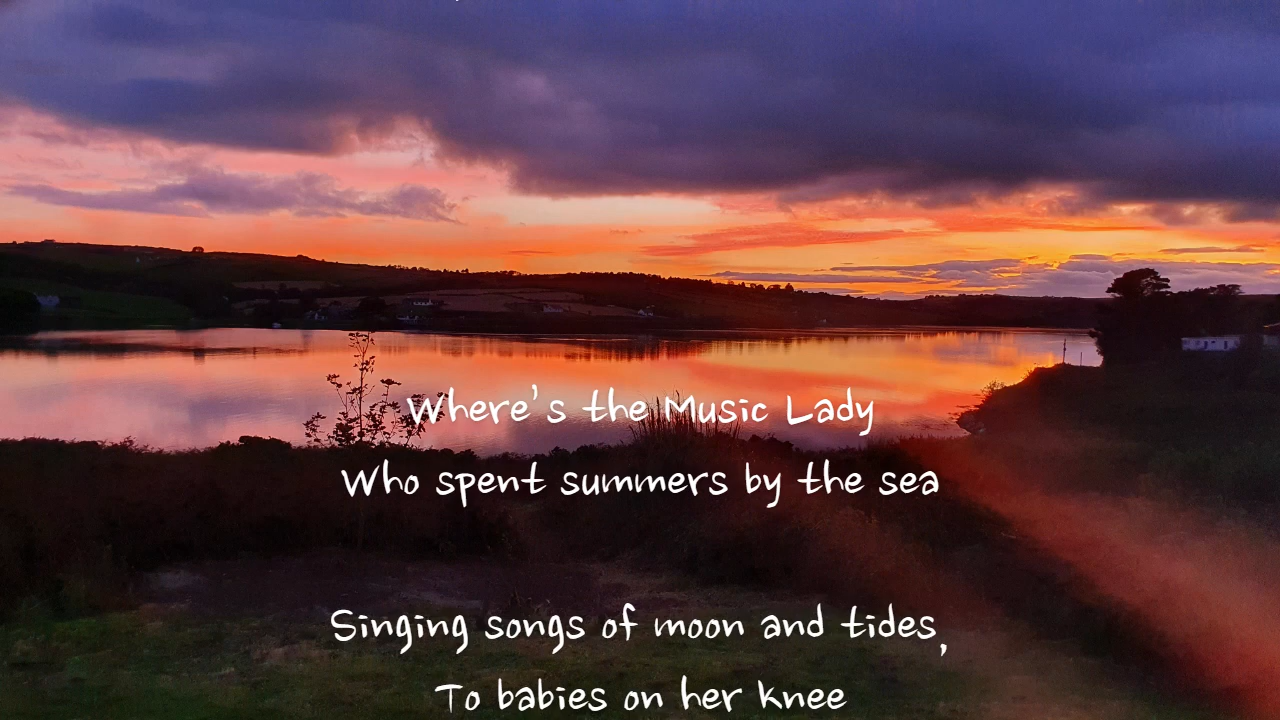 Where's the Music Lady
Who spent summers by the sea
Singing songs of moon and tides,
To babies on her knee